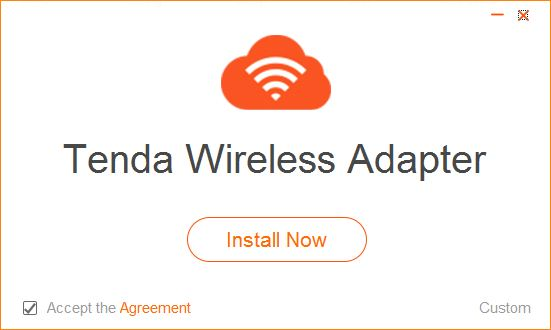 Tenda Wireless Adapter
Install Now
Accept the Agreement
Custom